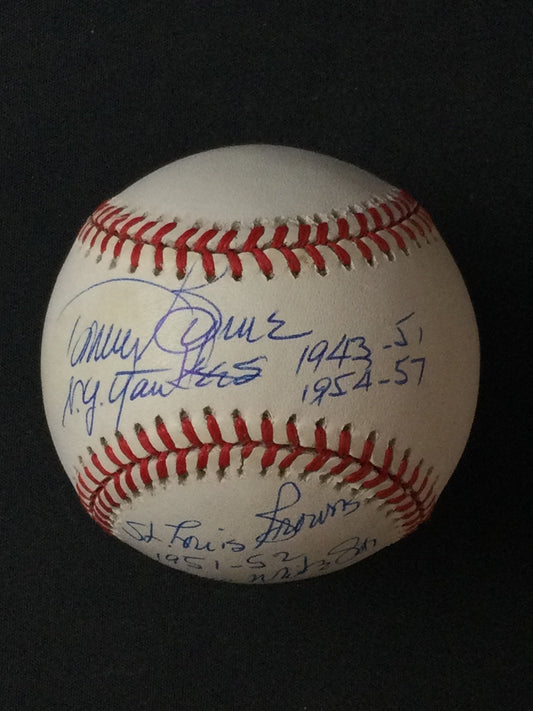 Tommy Byrne
1943-51
N.Y. Yankees
1954-57
St. Louis Browns
1951-52